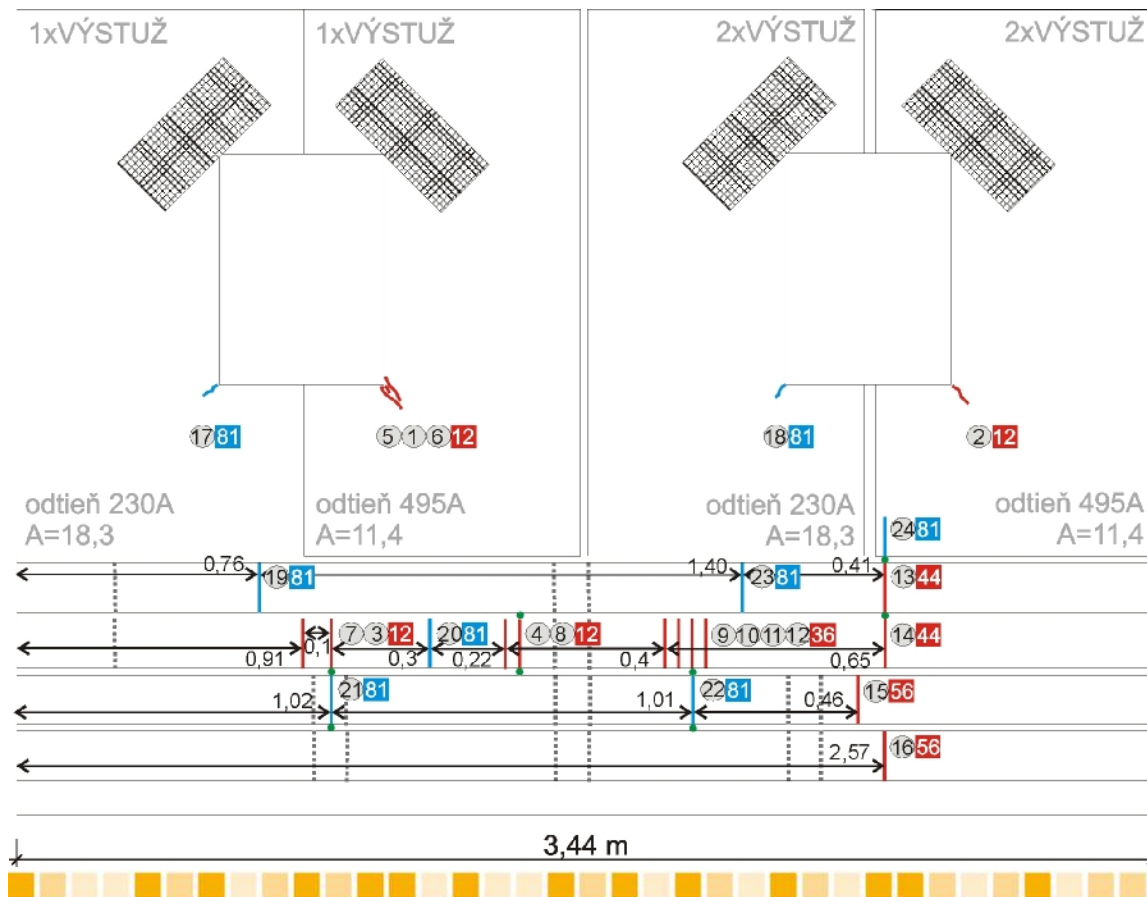 1xVÝSTUŽ 1xVÝSTUŽ 2xVÝSTUŽ 2xVÝSTUŽ
17 81 5 1 6 12 18 81 2 12
odtieň 230A odtieň 495A odtieň 230A odtieň 495A
A=18,3 A=11,4 A=18,3 A=11,4
24 81
0,76 19 81 1,40 23 81 0,41 13 44
7 3 12 20 81 4 8 12 9 10 11 12 36 14 44
0,91 0,1 0,3 0,22 0,4 0,65
21 81 22 81 15 56
1,02 1,01 0,46
2,57 16 56
3,44 m